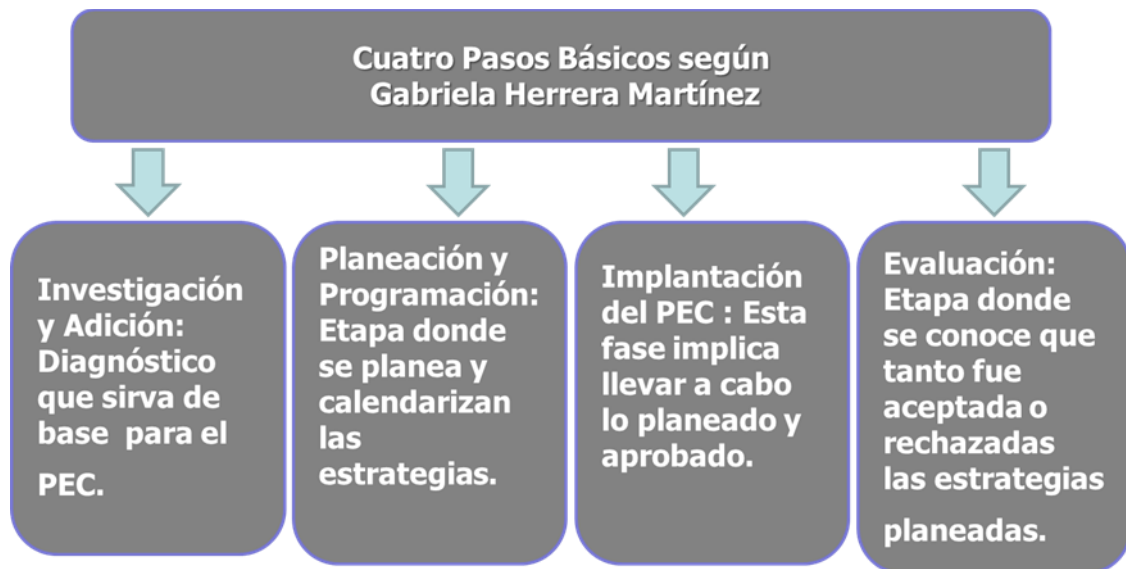 Cuatro Pasos Básicos según
Gabriela Herrera Martínez
Investigación
y Adición:
Diagnóstico
que sirva de
base para el
PEC.
Planeación y
Programación:
Etapa donde
se planea y
calendarizan
las
estrategias.
Implantación
del PEC : Esta
fase implica
llevar a cabo
lo planeado y
aprobado.
Evaluación:
Etapa donde
se conoce que
tanto fue
aceptada o
rechazadas
las estrategias
planeadas.